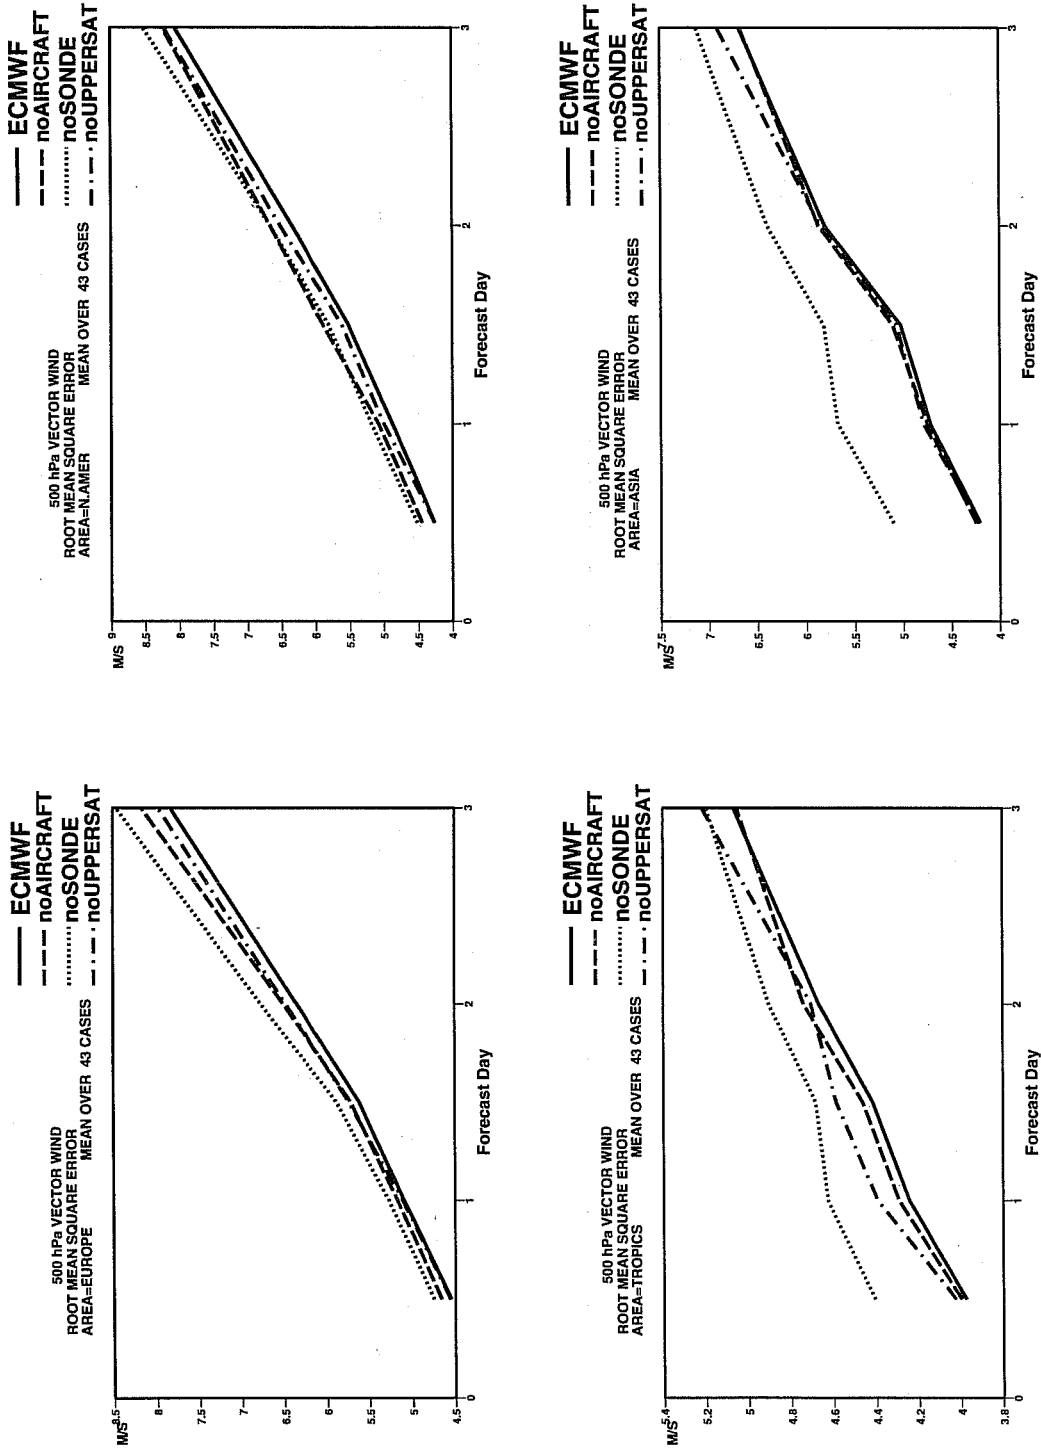 500 hPa VECTOR WIND
ROOT MEAN SQUARE ERROR
AREA=EUROPE MEAN OVER 43 CASES
ECMWF
noAIRCRAFT
noSONDE
noUPPERSAT
M/S
8.5
8
7.5
7
6.5
6
5.5
5
4.5
0 1 2 3
Forecast Day
500 hPa VECTOR WIND
ROOT MEAN SQUARE ERROR
AREA=N.AMER MEAN OVER 43 CASES
ECMWF
noAIRCRAFT
noSONDE
noUPPERSAT
M/S
9
8.5
8
7.5
7
6.5
6
5.5
5
4.5
4
0 1 2 3
Forecast Day
500 hPa VECTOR WIND
ROOT MEAN SQUARE ERROR
AREA=TROPICS MEAN OVER 43 CASES
ECMWF
noAIRCRAFT
noSONDE
noUPPERSAT
M/S
5.4
5.2
5
4.8
4.6
4.4
4.2
4
3.8
0 1 2 3
Forecast Day
500 hPa VECTOR WIND
ROOT MEAN SQUARE ERROR
AREA=ASIA MEAN OVER 43 CASES
ECMWF
noAIRCRAFT
noSONDE
noUPPERSAT
M/S
7.5
7
6.5
6
5.5
5
4.5
4
0 1 2 3
Forecast Day